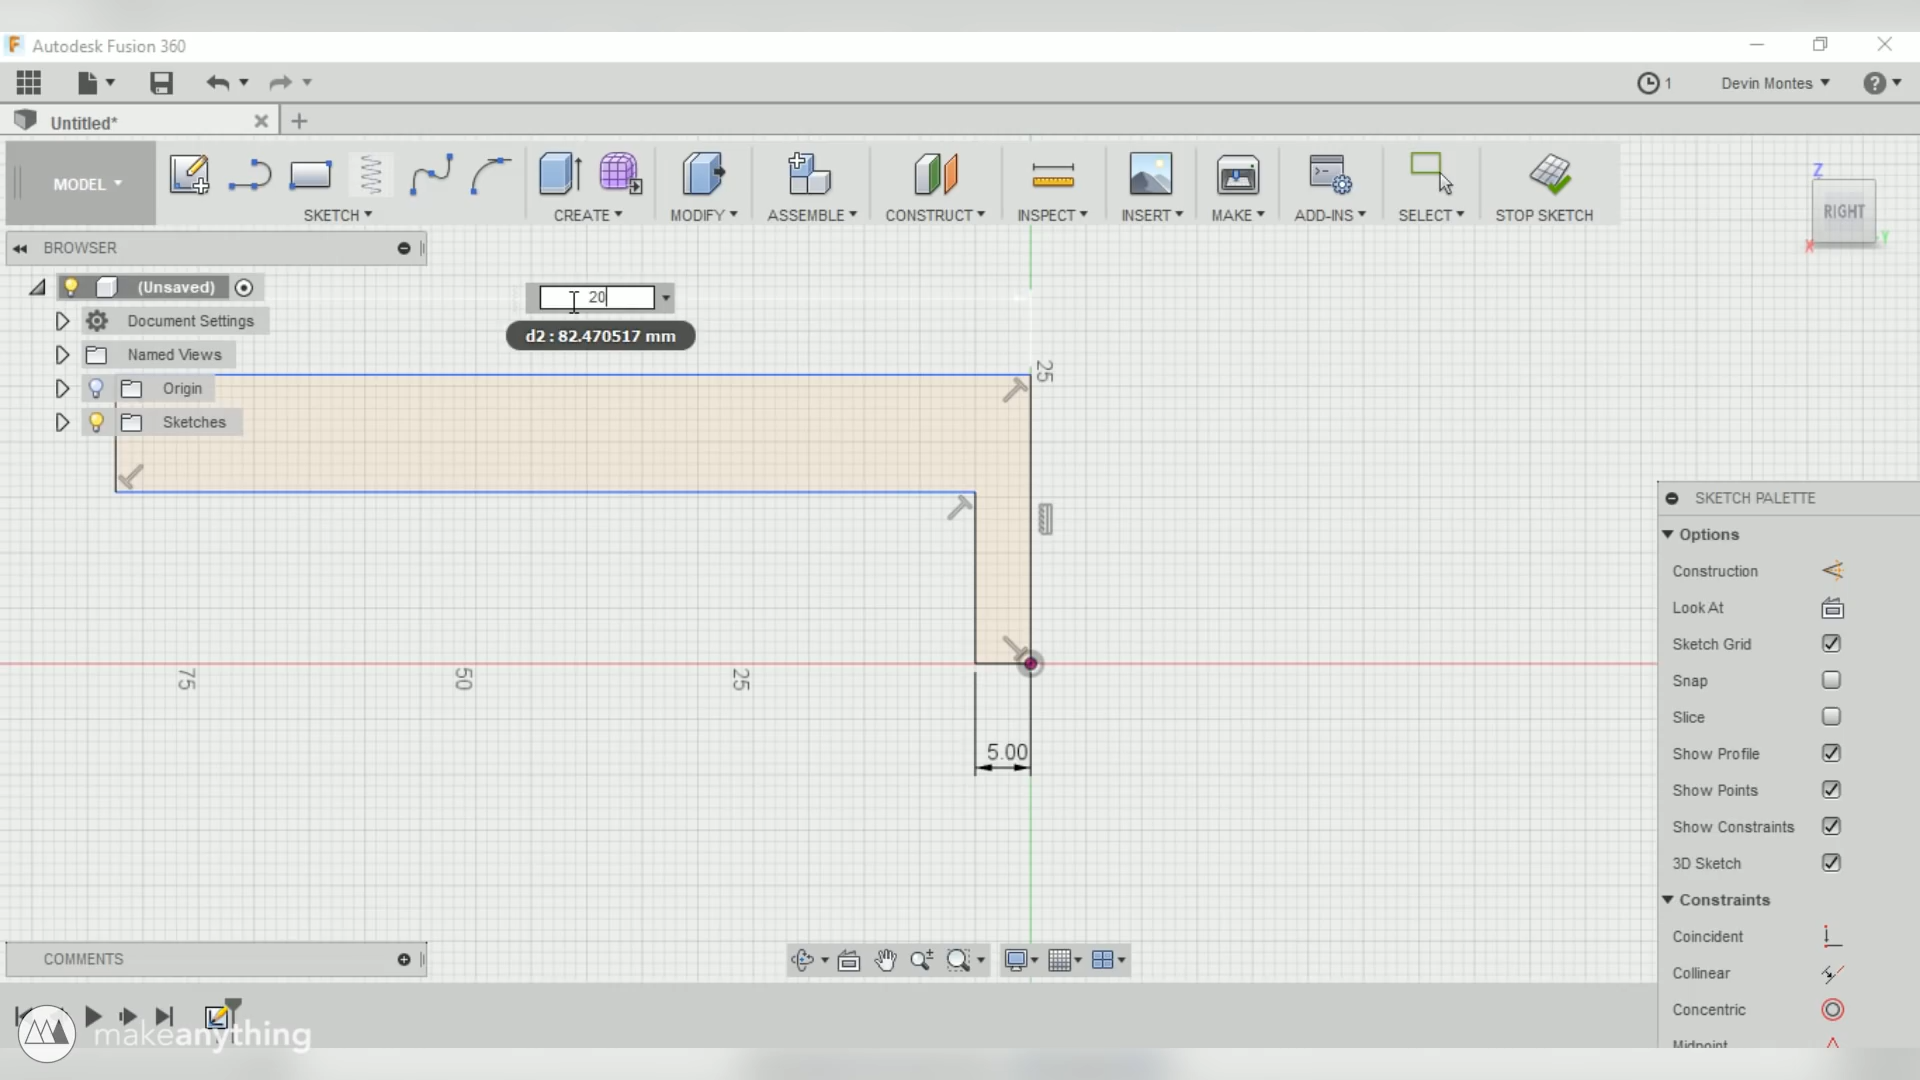 Autodesk Fusion 360
1
Devin Montes
?
Untitled*
MODEL
SKETCH
CREATE
MODIFY
ASSEMBLE
CONSTRUCT
INSPECT
INSERT
MAKE
ADD-INS
SELECT
STOP SKETCH
Z
RIGHT
X
Y
BROWSER
(Unsaved)
Document Settings
Named Views
Origin
Sketches
20
d2 : 82.470517 mm
25
75
50
25
5.00
SKETCH PALETTE
Options
Construction
Look At
Sketch Grid
Snap
Slice
Show Profile
Show Points
Show Constraints
3D Sketch
Constraints
Coincident
Collinear
Concentric
Midpoint
COMMENTS
makeanything